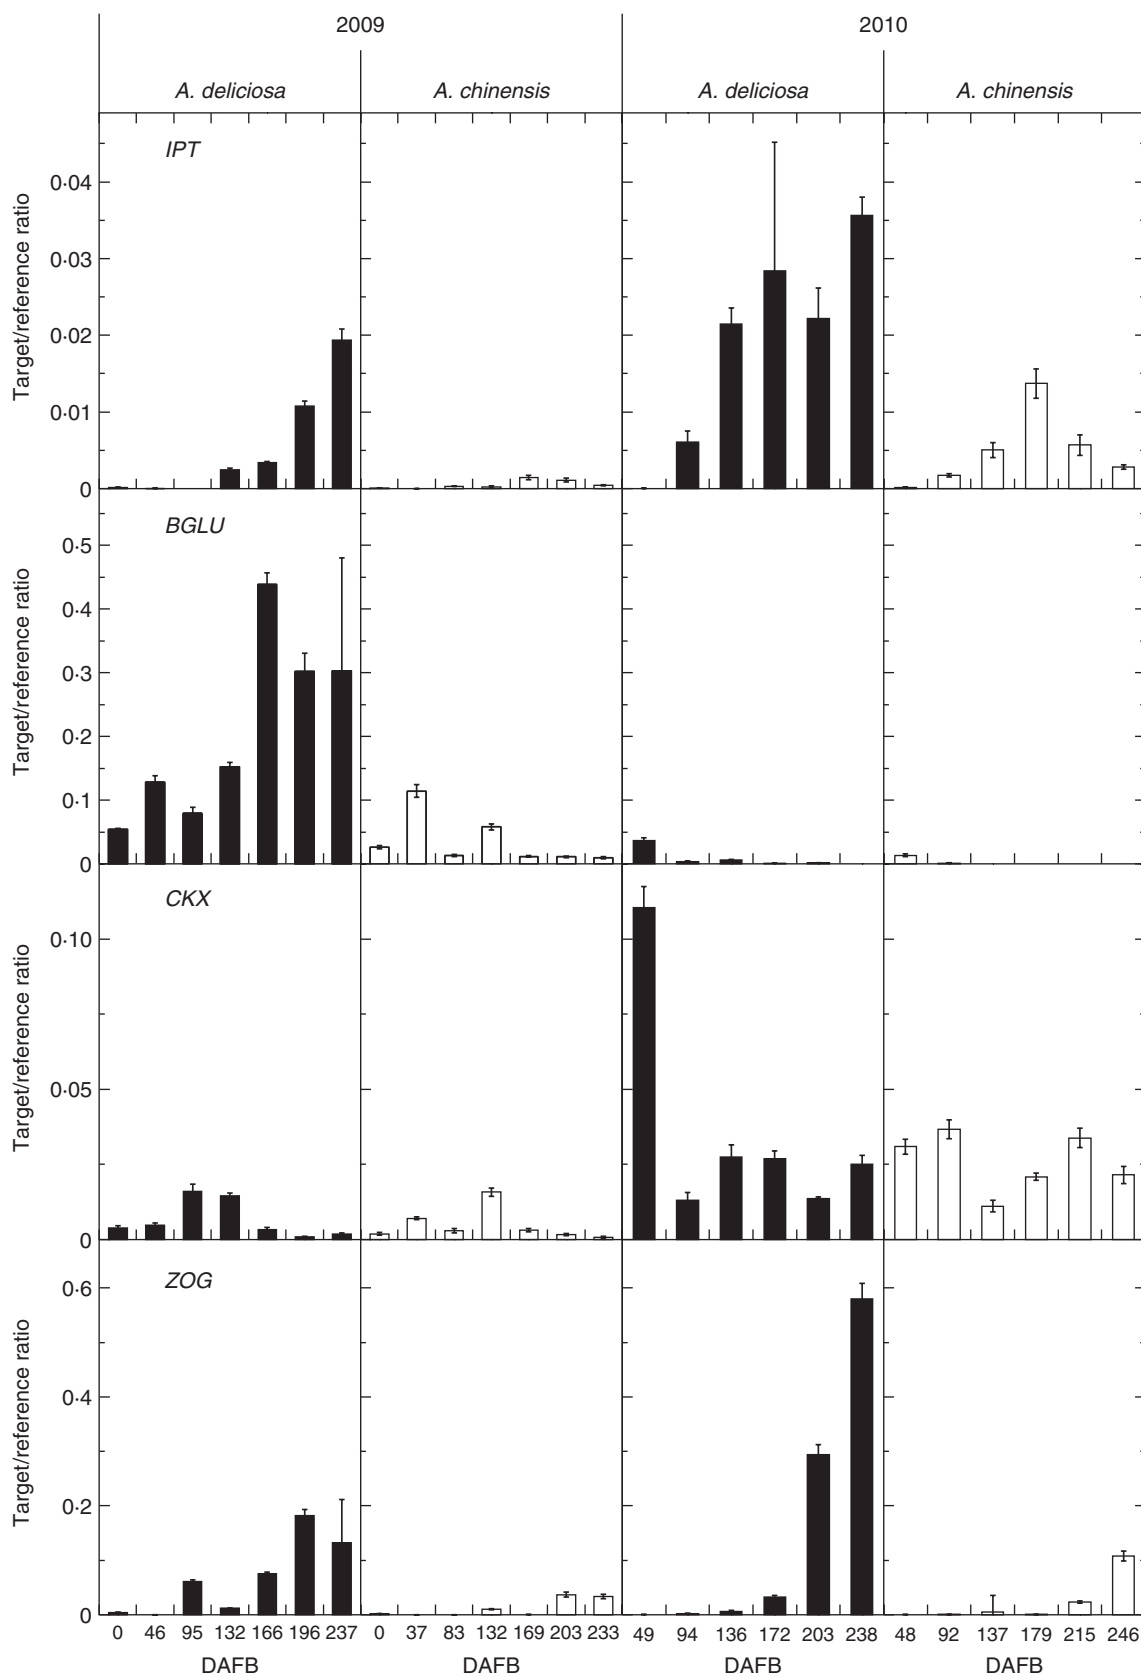 2009 2010
A. deliciosa A. chinensis A. deliciosa A. chinensis
IPT
Target/reference ratio
0·04
0·03
0·02
0·01
0
BGLU
Target/reference ratio
0·5
0·4
0·3
0·2
0·1
0
CKX
Target/reference ratio
0·10
0·05
0
ZOG
Target/reference ratio
0·6
0·4
0·2
0
0 46 95 132 166 196 237 0 37 83 132 169 203 233 49 94 136 172 203 238 48 92 137 179 215 246
DAFB DAFB DAFB DAFB